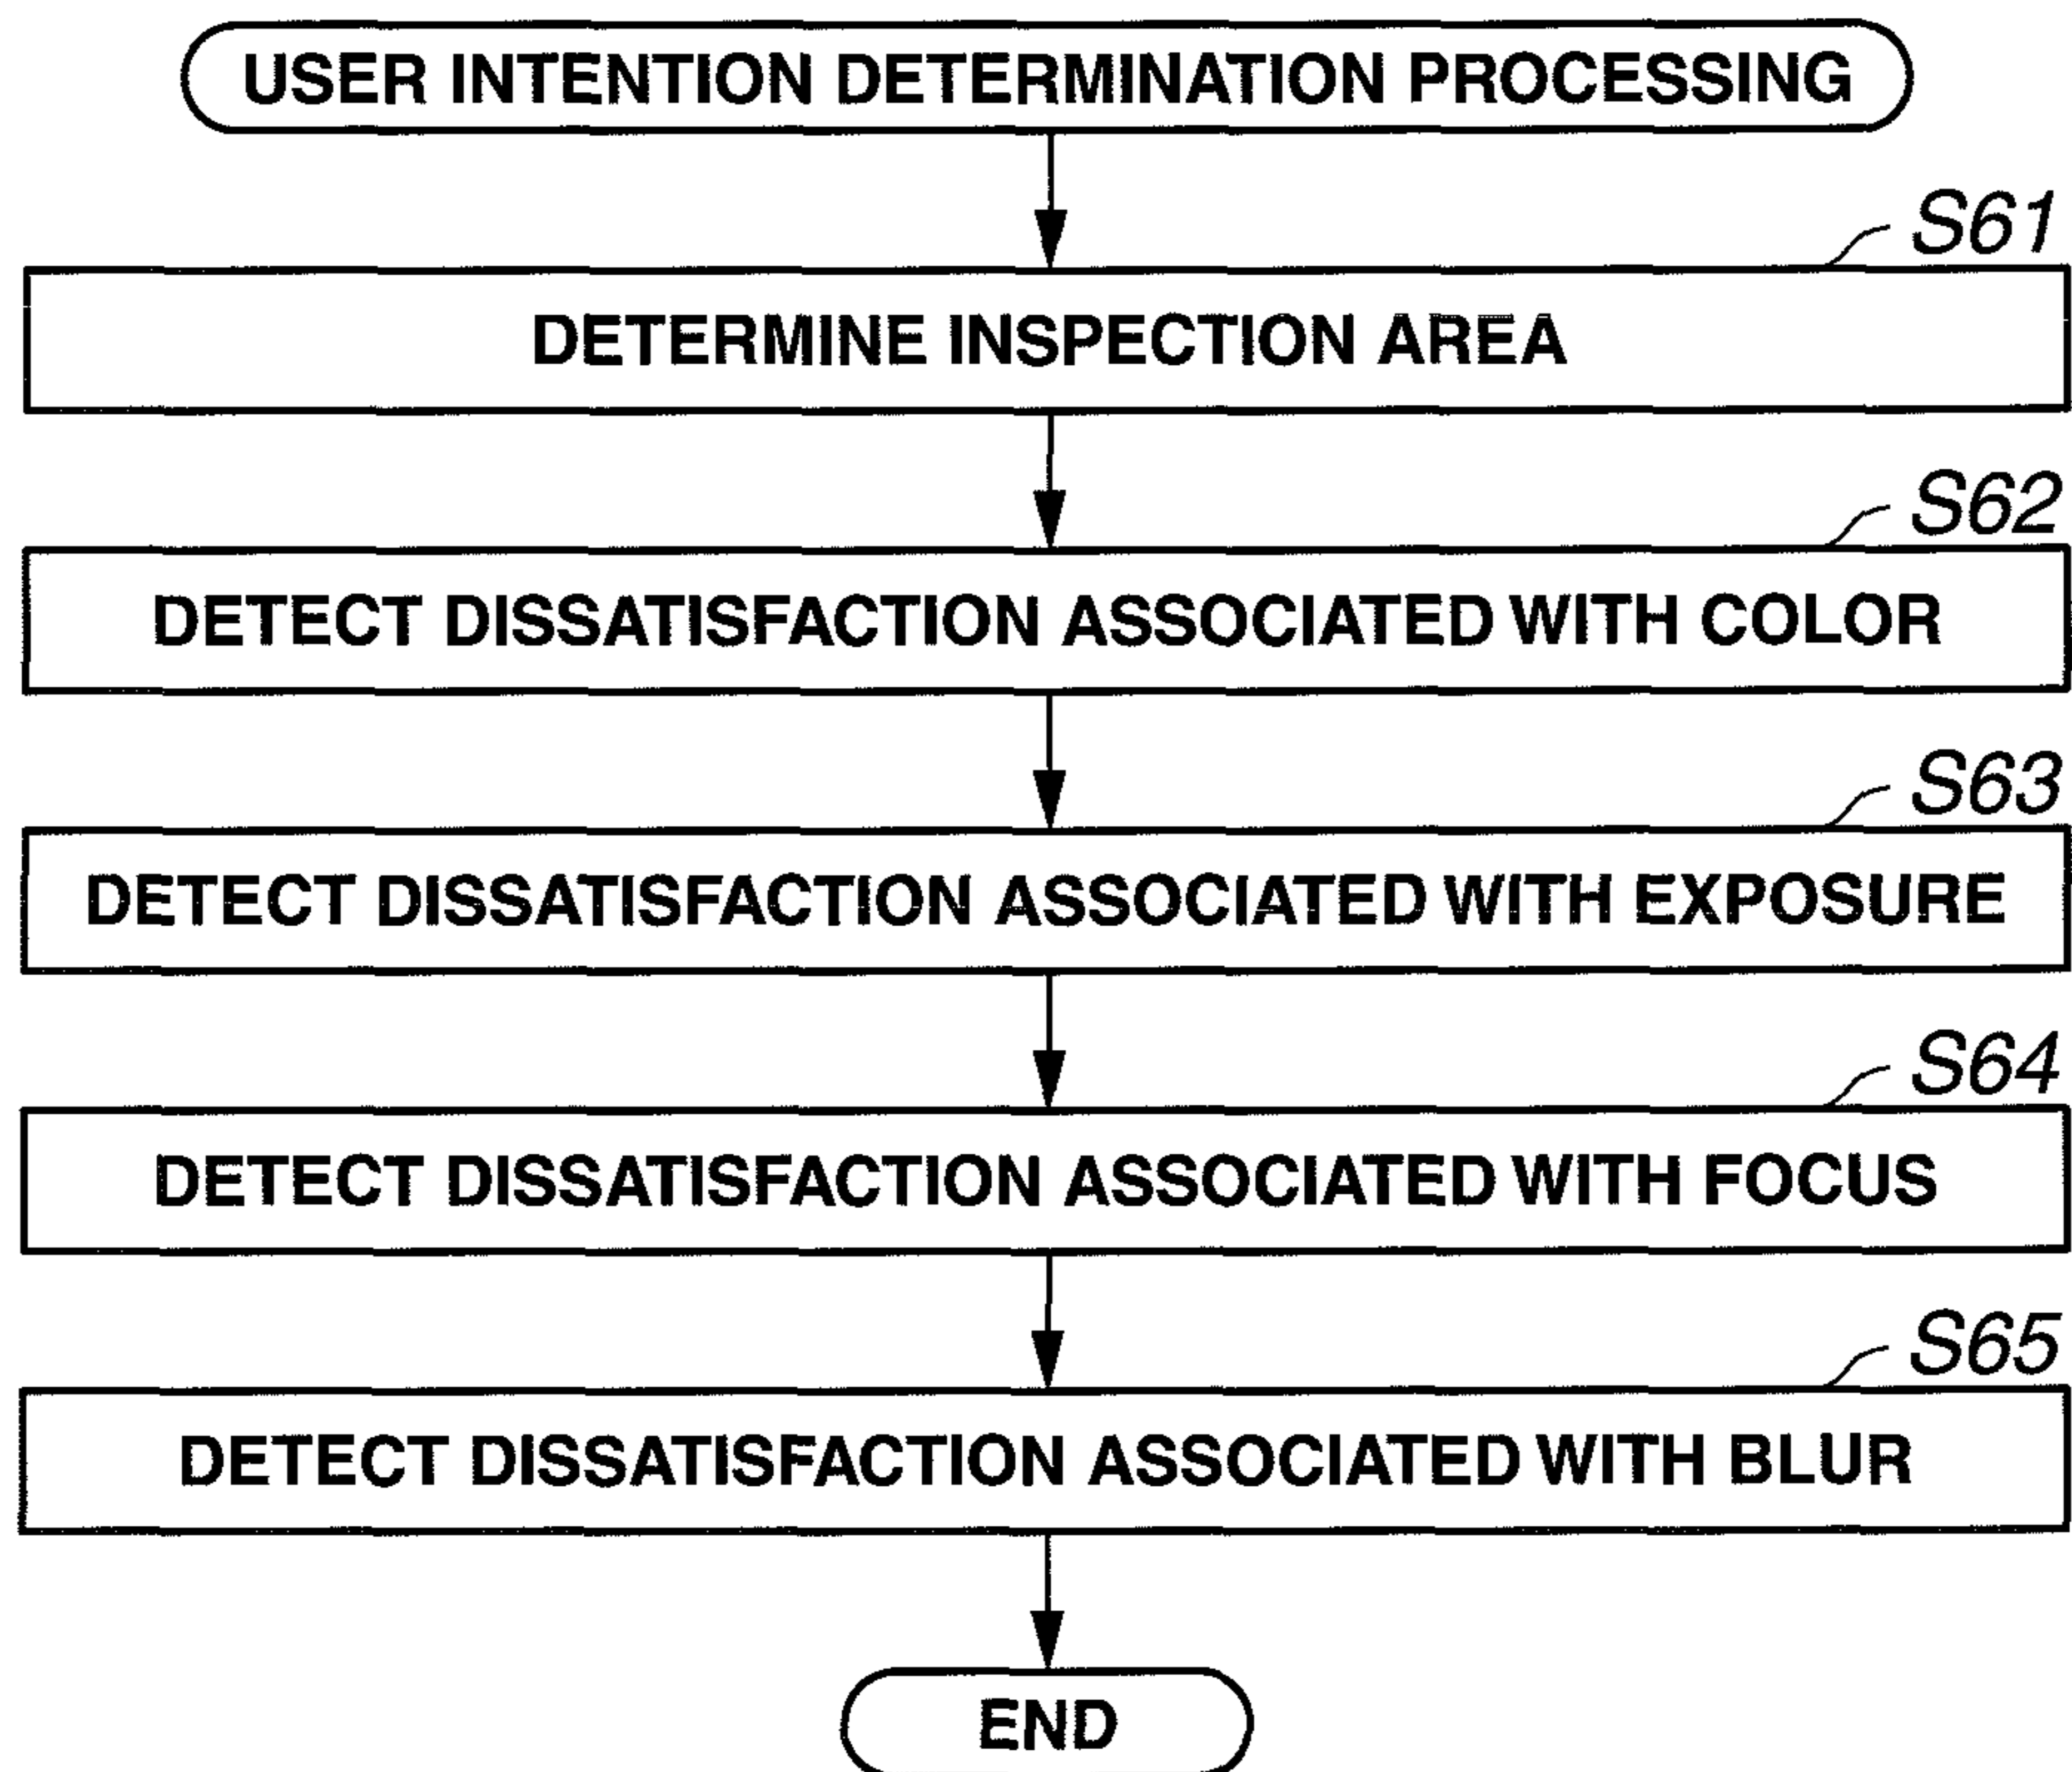 USER INTENTION DETERMINATION PROCESSING
S61
DETERMINE INSPECTION AREA
S62
DETECT DISSATISFACTION ASSOCIATED WITH COLOR
S63
DETECT DISSATISFACTION ASSOCIATED WITH EXPOSURE
S64
DETECT DISSATISFACTION ASSOCIATED WITH FOCUS
S65
DETECT DISSATISFACTION ASSOCIATED WITH BLUR
END